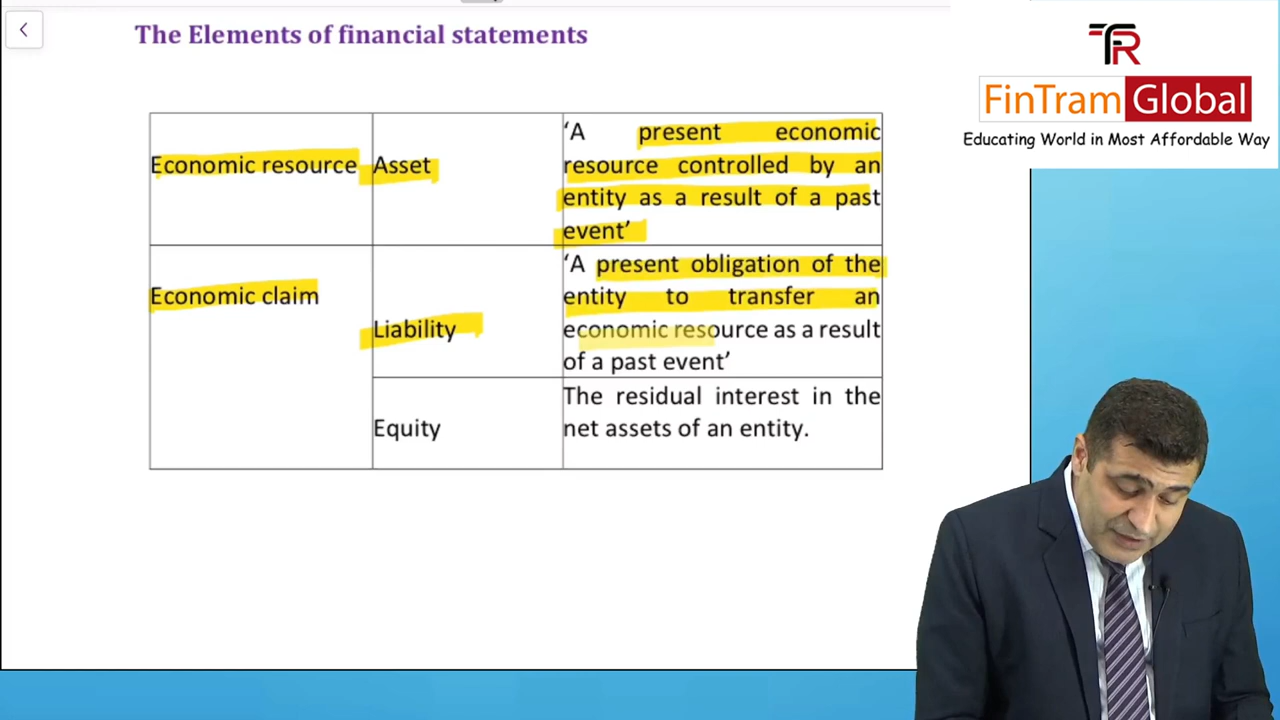 The Elements of financial statements
FinTram Global
Educating World in Most Affordable Way
Economic resource
Asset
‘A present economic
resource controlled by an
entity as a result of a past
event’
Economic claim
Liability
‘A present obligation of the
entity to transfer an
economic resource as a result
of a past event’
Equity
The residual interest in the
net assets of an entity.